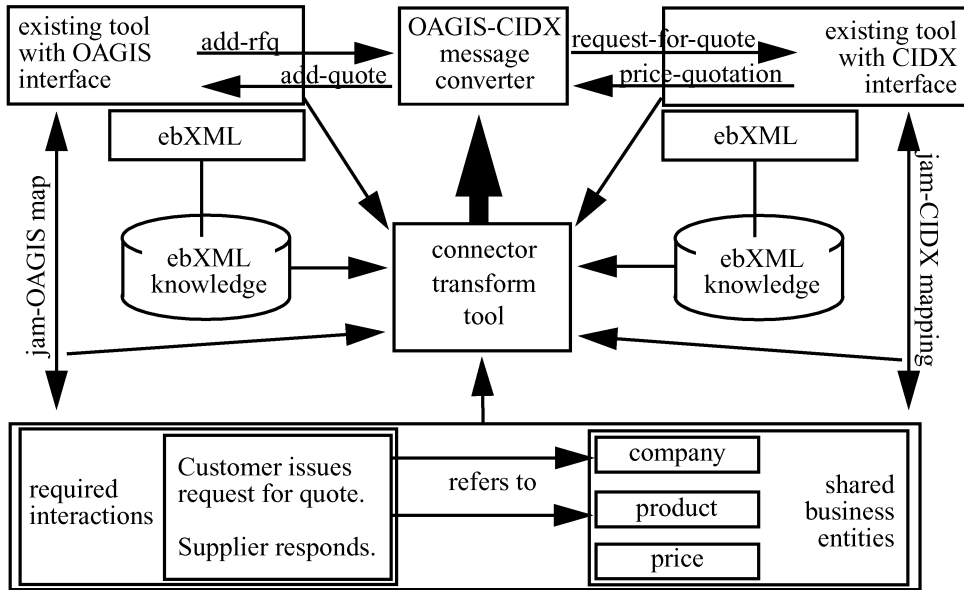 existing tool
with OAGIS
interface
add-rfq
add-quote
OAGIS-CIDX
message
converter
request-for-quote
price-quotation
existing tool
with CIDX
interface
ebXML
ebXML
jam-OAGIS map
ebXML
knowledge
connector
transform
tool
ebXML
knowledge
jam-CIDX mapping
required
interactions
Customer issues
request for quote.
Supplier responds.
refers to
company
product
price
shared
business
entities